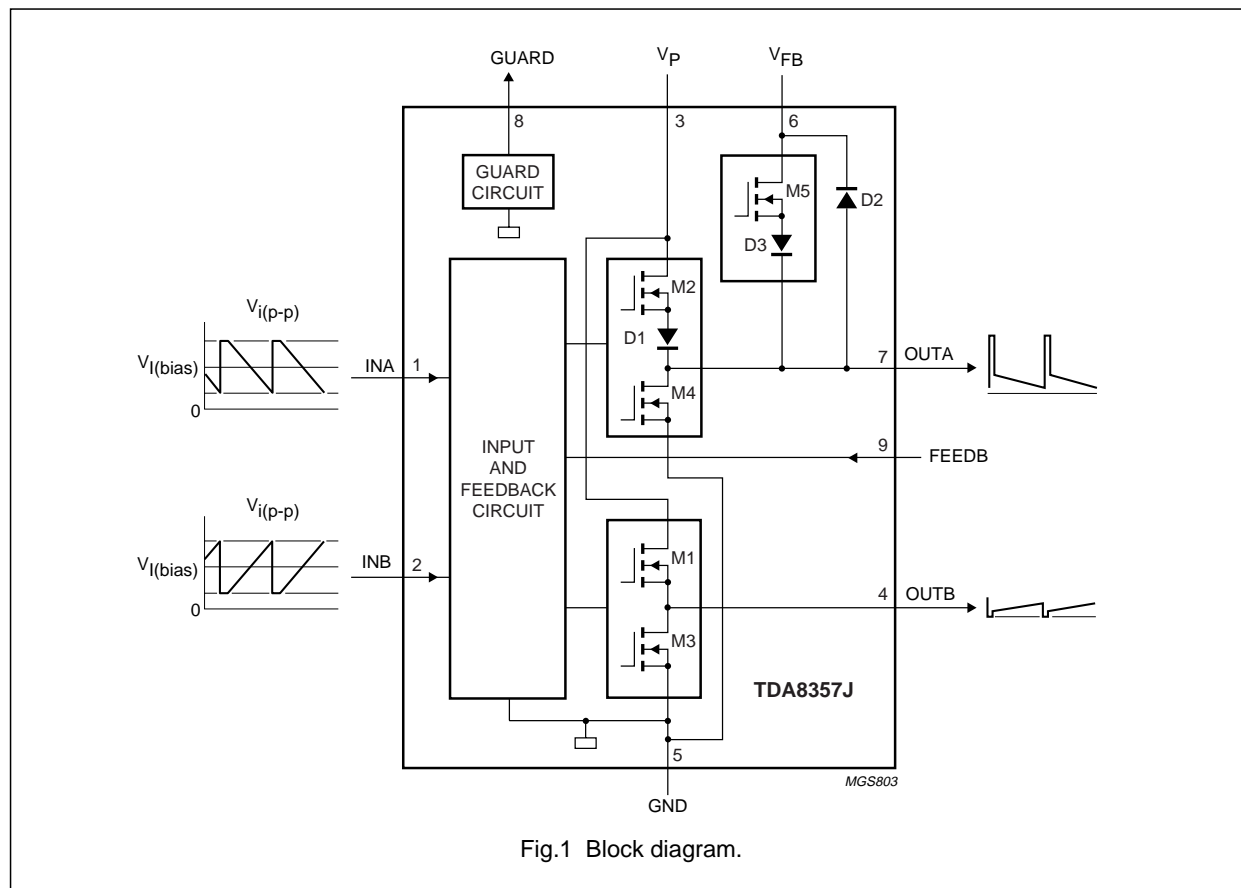 GUARD
VP
VFB
8
3
6
GUARD
CIRCUIT
M5
D2
D3
Vi(p-p)
M2
D1
VI(bias)
INA
1
7
OUTA
0
M4
INPUT
AND
FEEDBACK
CIRCUIT
9
FEEDB
Vi(p-p)
M1
VI(bias)
INB
2
4
OUTB
0
M3
TDA8357J
5
MGS803
GND
Fig.1 Block diagram.